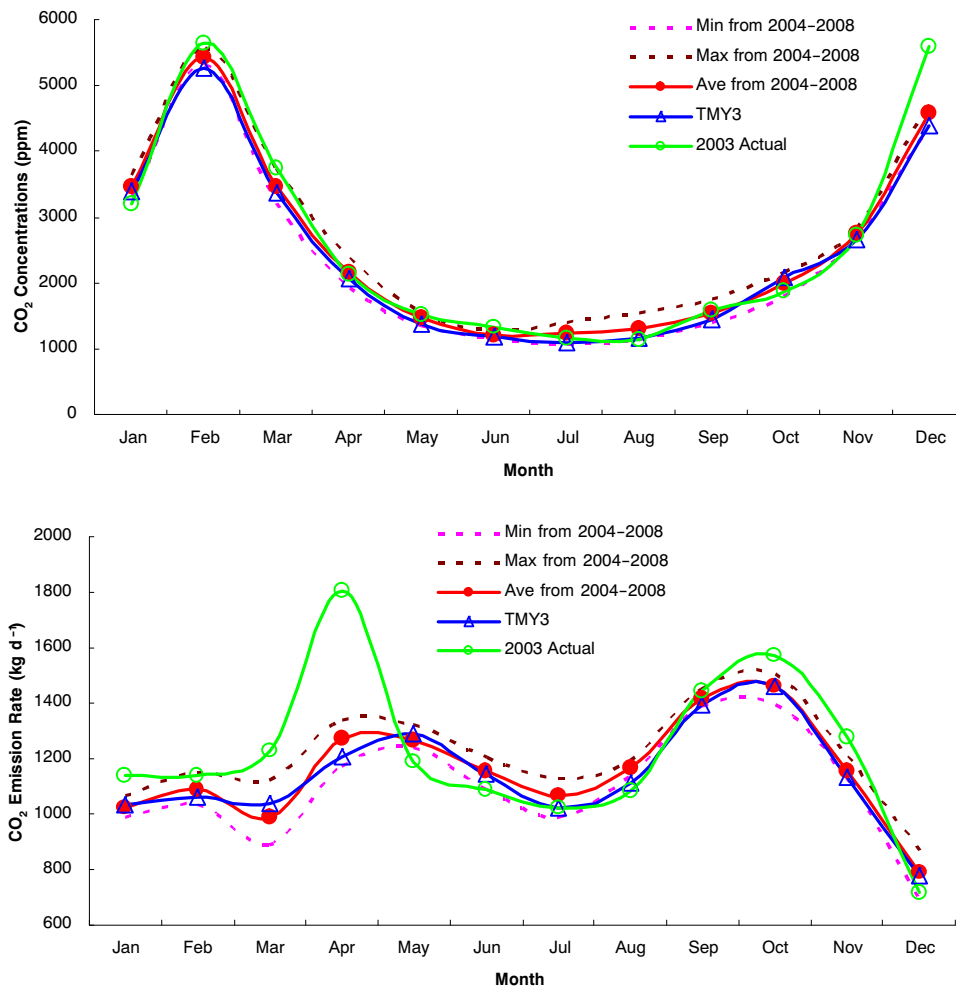 6000
5000
4000
3000
2000
1000
0
CO₂ Concentrations (ppm)
Min from 2004–2008
Max from 2004–2008
Ave from 2004–2008
TMY3
2003 Actual
Jan Feb Mar Apr May Jun Jul Aug Sep Oct Nov Dec
Month
2000
1800
1600
1400
1200
1000
800
600
CO₂ Emission Rate (kg d⁻¹)
Min from 2004–2008
Max from 2004–2008
Ave from 2004–2008
TMY3
2003 Actual
Jan Feb Mar Apr May Jun Jul Aug Sep Oct Nov Dec
Month